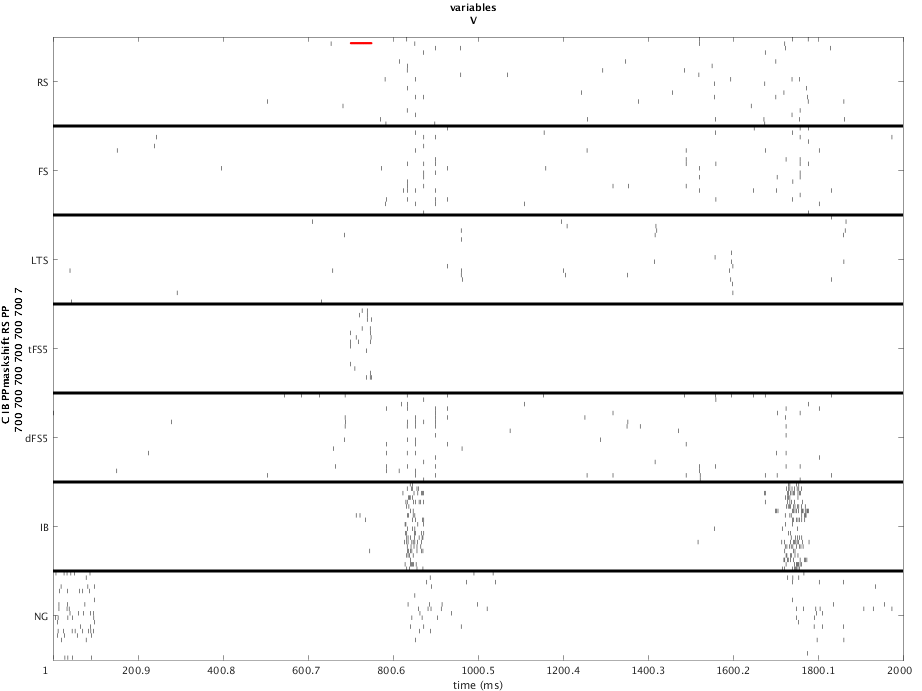 variables
V
RS
FS
LTS
tFS5
dFS5
IB
NG
C IB PPmaskshift RS PP
700 700 700 700 700 700 7
1 200.9 400.8 600.7 800.6 1000.5 1200.4 1400.3 1600.2 1800.1 2000
time (ms)